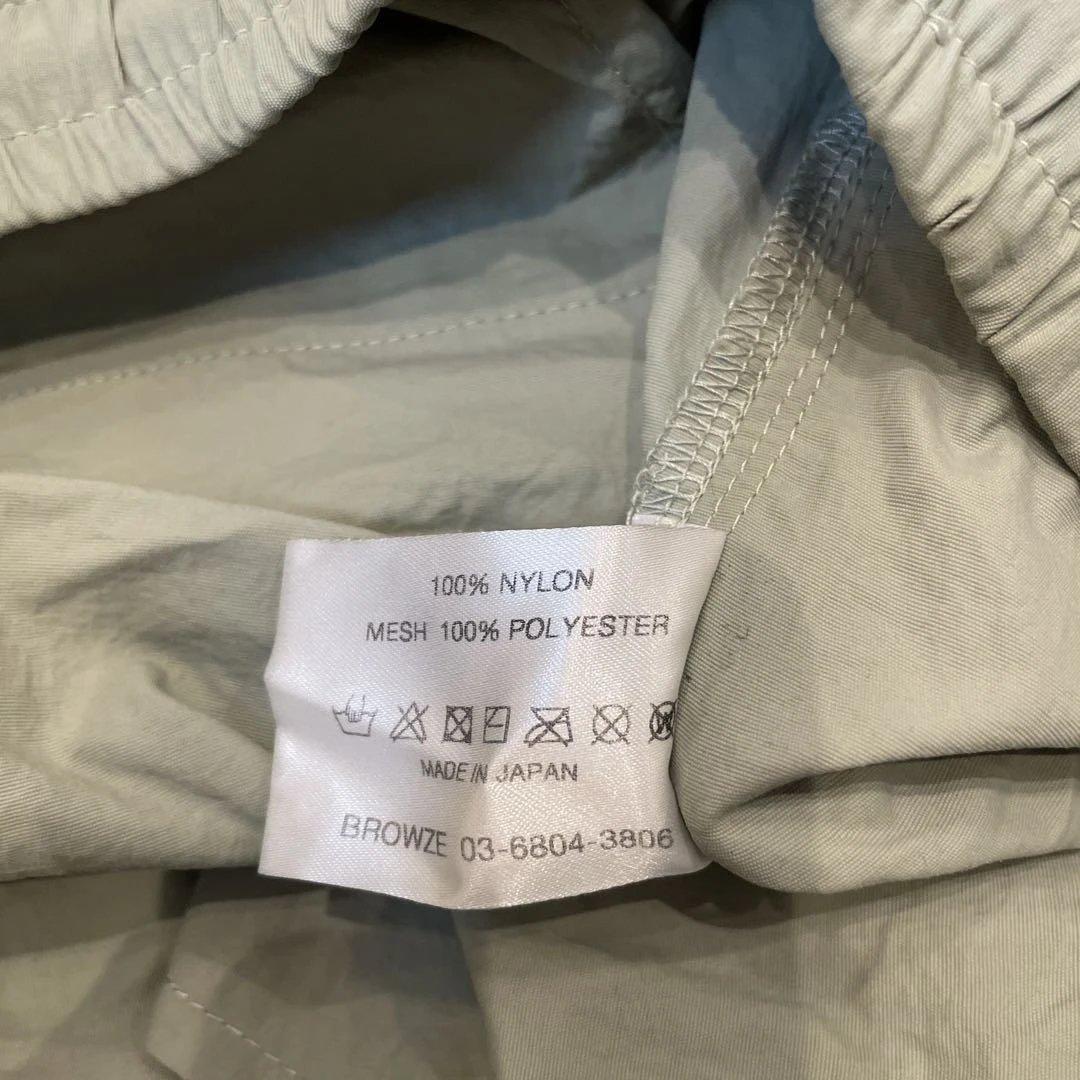 100% NYLON
MESH 100% POLYESTER
MADE IN JAPAN
BROWZE 03-6804-3806